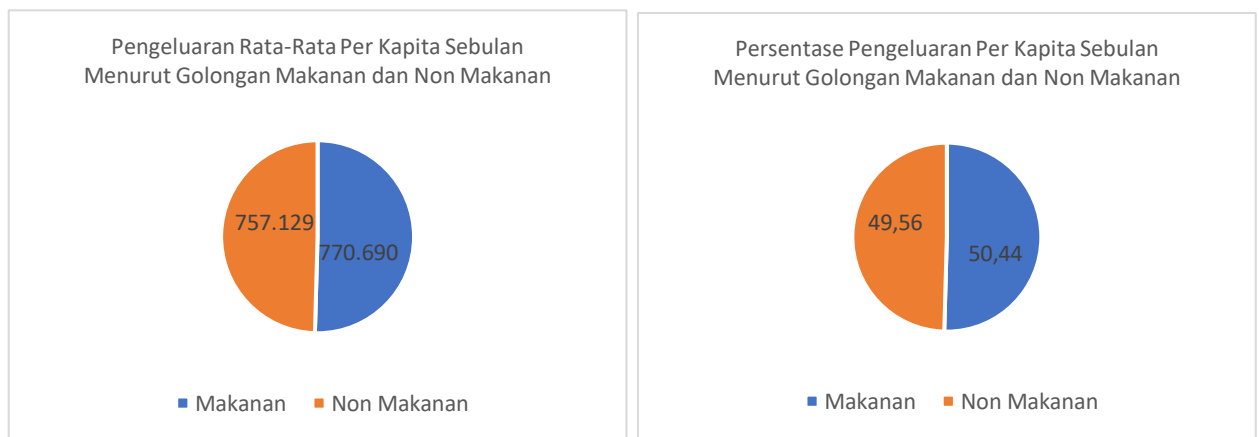 Pengeluaran Rata-Rata Per Kapita Sebulan
Menurut Golongan Makanan dan Non Makanan
757.129
770.690
Makanan Non Makanan
Persentase Pengeluaran Per Kapita Sebulan
Menurut Golongan Makanan dan Non Makanan
49,56
50,44
Makanan Non Makanan